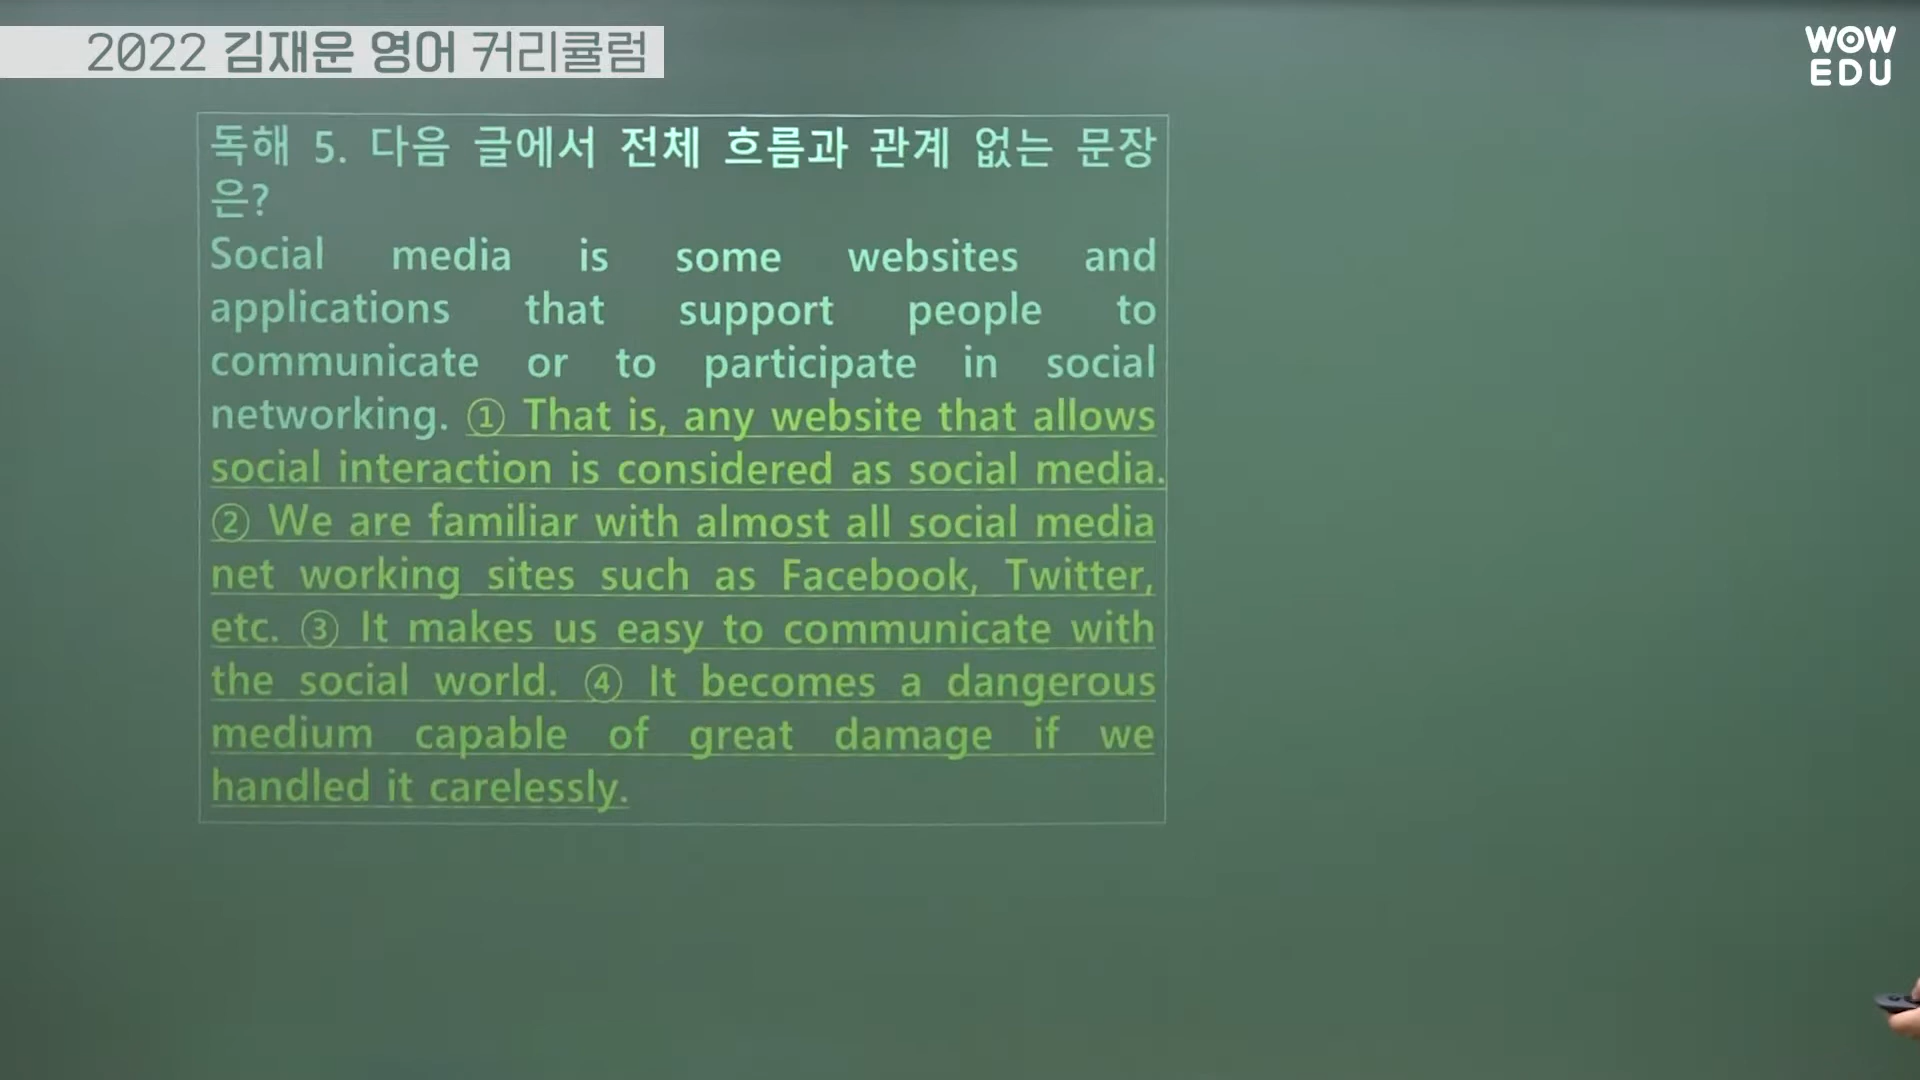 2022 김재운 영어 커리큘럼
WOW
EDU
독해 5. 다음 글에서 전체 흐름과 관계 없는 문장
은?
Social media is some websites and
applications that support people to
communicate or to participate in social
networking. ① That is, any website that allows
social interaction is considered as social media.
② We are familiar with almost all social media
net working sites such as Facebook, Twitter,
etc. ③ It makes us easy to communicate with
the social world. ④ It becomes a dangerous
medium capable of great damage if we
handled it carelessly.